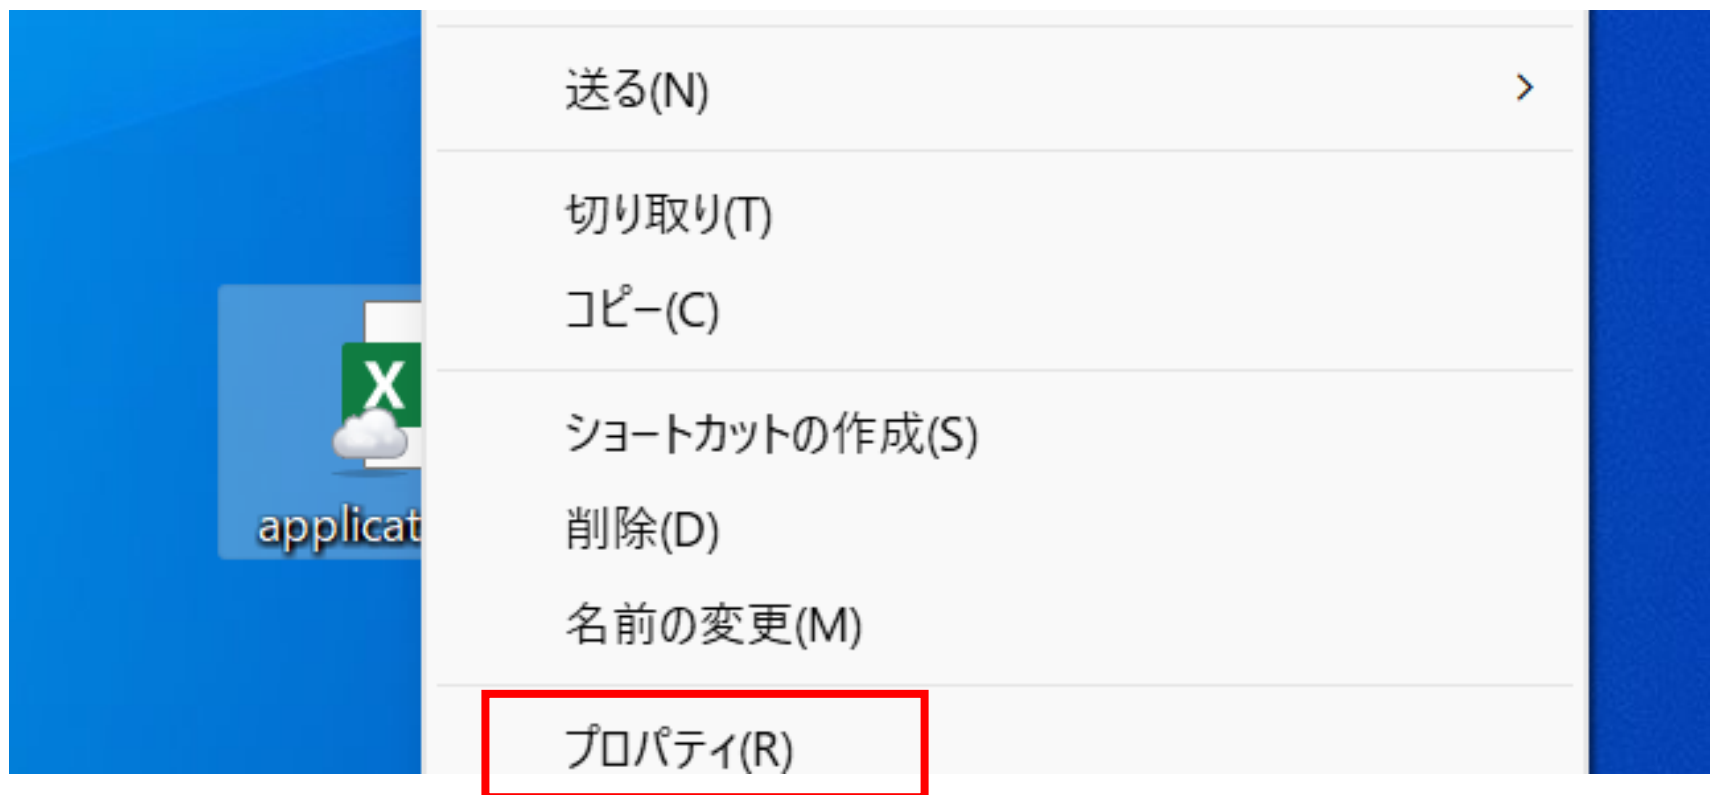 送る(N)
切り取り(T)
コピー(C)
X
ショートカットの作成(S)
applicat
削除(D)
名前の変更(M)
プロパティ(R)